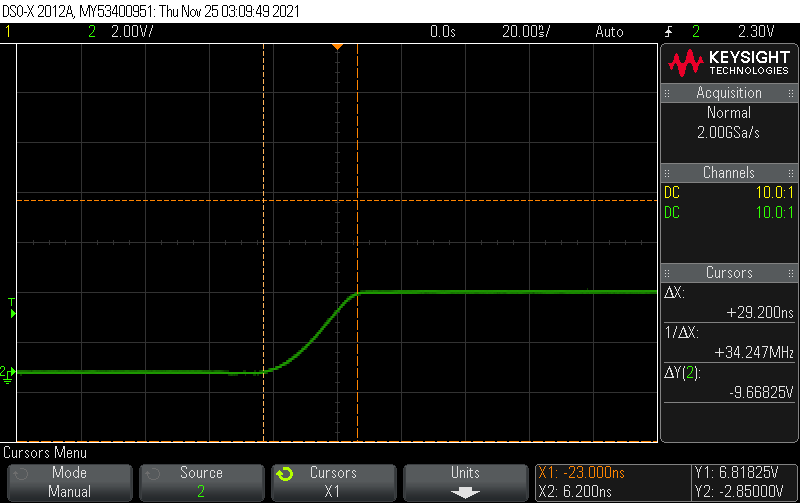 DSO-X 2012A, MY53400951: Thu Nov 25 03:09:49 2021
1 2 2.00V/ 0.0s 20.00ns/ Auto 2 2.30V
KEYSIGHT
TECHNOLOGIES
Acquisition
Normal
2.00GSa/s
Channels
DC 10.0:1
DC 10.0:1
Cursors
ΔX:
+29.200ns
1/ΔX:
+34.247MHz
ΔY(2):
-9.66825V
T
2
Cursors Menu
Mode
Manual
Source
2
Cursors
X1
Units
X1: -23.000ns
X2: 6.200ns
Y1: 6.81825V
Y2: -2.85000V